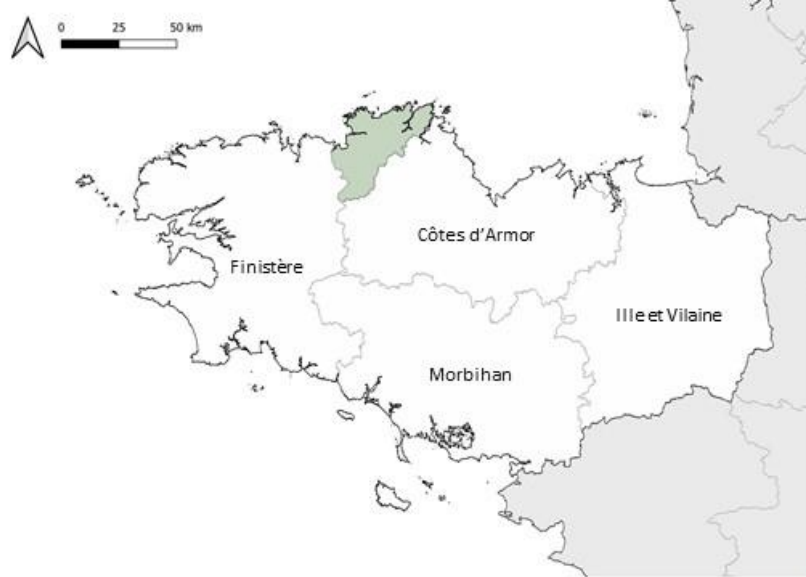 0 25 50 km
Côtes d’Armor
Finistère
Ille et Vilaine
Morbihan